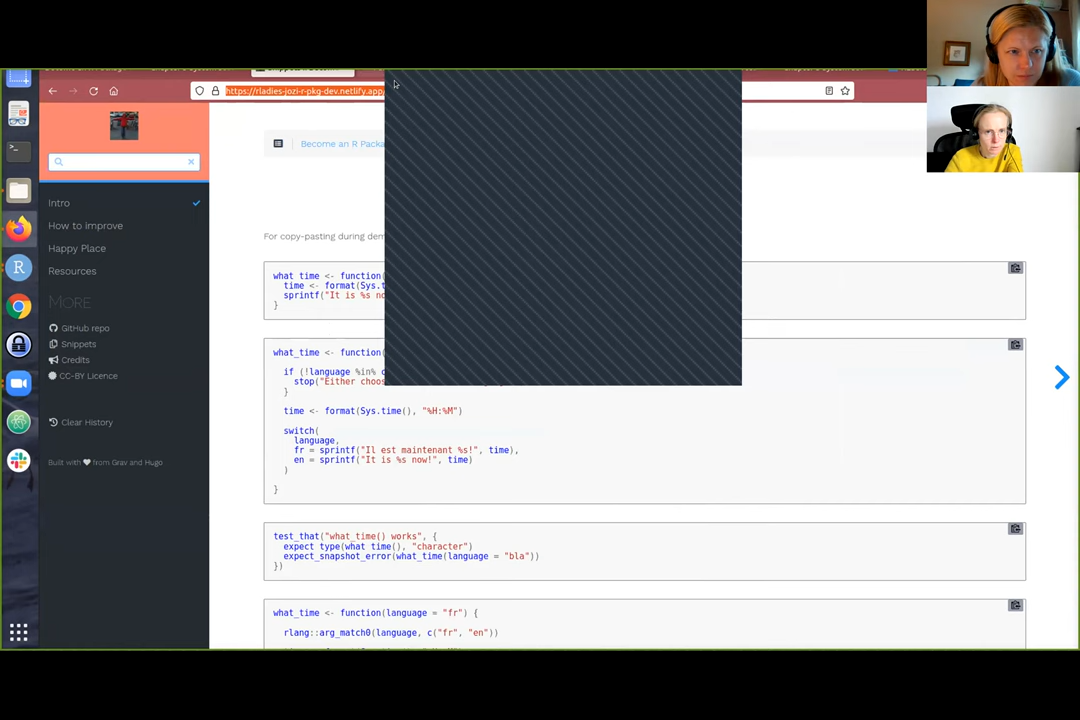 https://rladies-jozi-r-pkg-dev.netlify.app/
Become an R Packa
Intro
How to improve
Happy Place
Resources
MORE
GitHub repo
Snippets
Credits
CC-BY Licence
Clear History
Built with from Grav and Hugo
For copy-pasting during dem
what_time <- function(
time <- format(Sys.t
sprintf("It is %s no
}
what_time <- function(
if (!language %in% c
stop("Either choos
}
time <- format(Sys.time(), "%H:%M")
switch(
language,
fr = sprintf("Il est maintenant %s!", time),
en = sprintf("It is %s now!", time)
)
}
test_that("what_time() works", {
expect_type(what_time(), "character")
expect_snapshot_error(what_time(language = "bla"))
})
what_time <- function(language = "fr") {
rlang::arg_match0(language, c("fr", "en"))